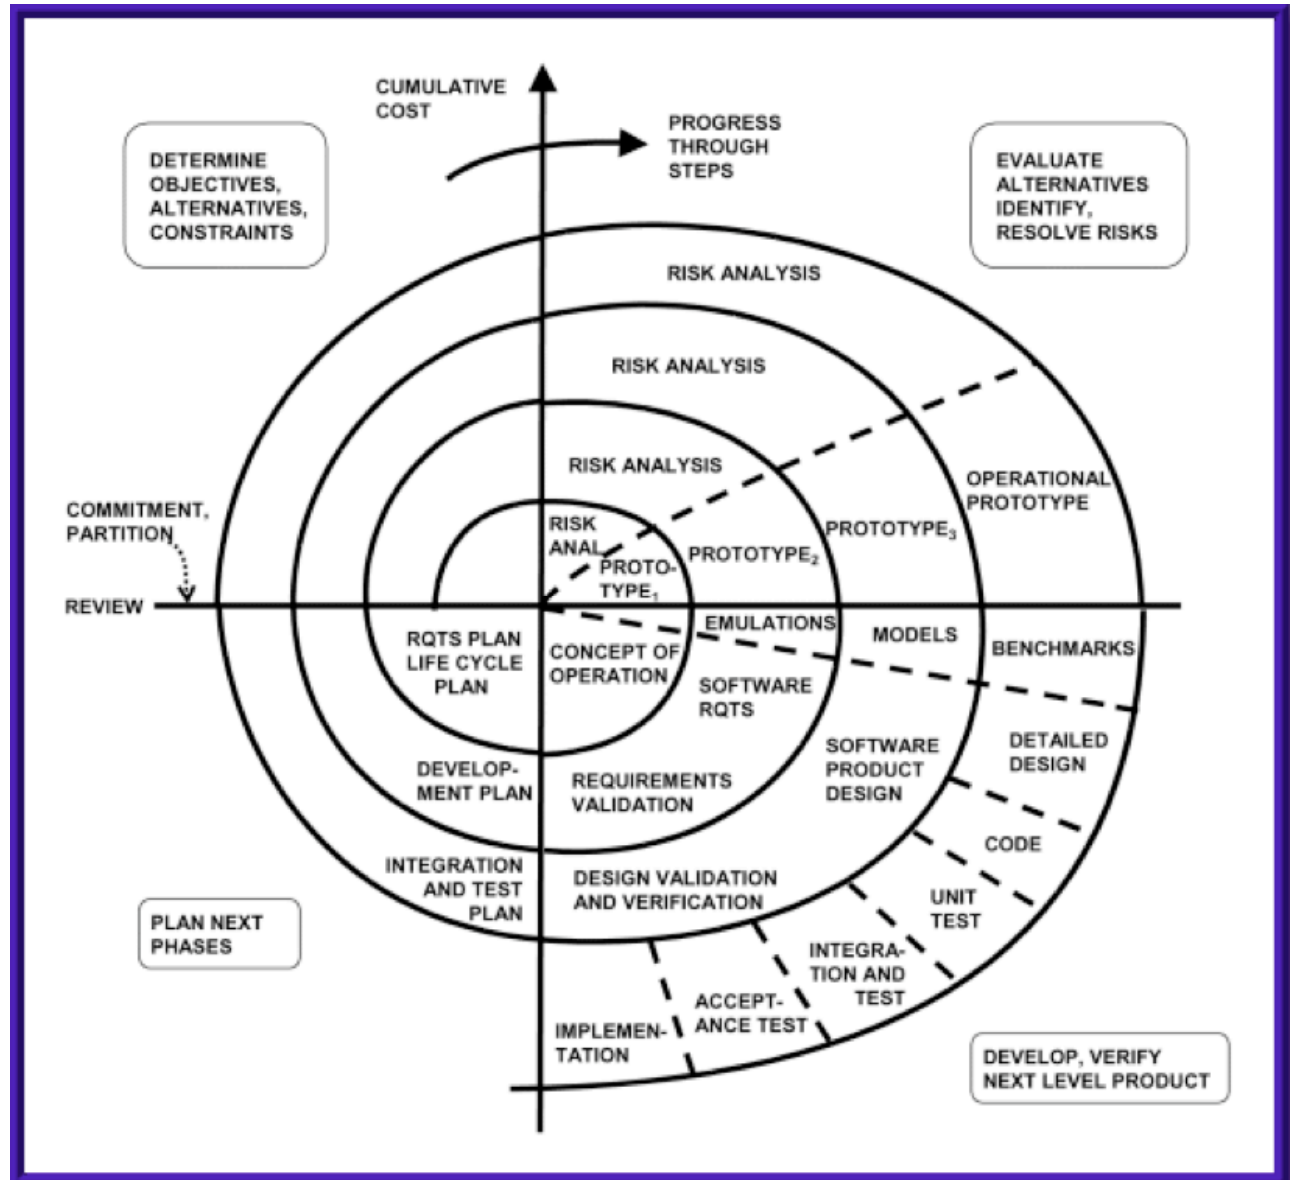 CUMULATIVE
COST
PROGRESS
THROUGH
STEPS
DETERMINE
OBJECTIVES,
ALTERNATIVES,
CONSTRAINTS
EVALUATE
ALTERNATIVES
IDENTIFY,
RESOLVE RISKS
RISK ANALYSIS
RISK ANALYSIS
RISK ANALYSIS
RISK
ANAL.
OPERATIONAL
PROTOTYPE
PROTOTYPE₃
PROTOTYPE₂
PROTO-
TYPE₁
COMMITMENT,
PARTITION
REVIEW
EMULATIONS
MODELS
BENCHMARKS
RQTS PLAN
LIFE CYCLE
PLAN
CONCEPT OF
OPERATION
SOFTWARE
RQTS
SOFTWARE
PRODUCT
DESIGN
DETAILED
DESIGN
DEVELOP-
MENT PLAN
REQUIREMENTS
VALIDATION
CODE
INTEGRATION
AND TEST
PLAN
DESIGN VALIDATION
AND VERIFICATION
UNIT
TEST
PLAN NEXT
PHASES
INTEGRA-
TION AND
TEST
ACCEPT-
ANCE TEST
IMPLEMEN-
TATION
DEVELOP, VERIFY
NEXT LEVEL PRODUCT